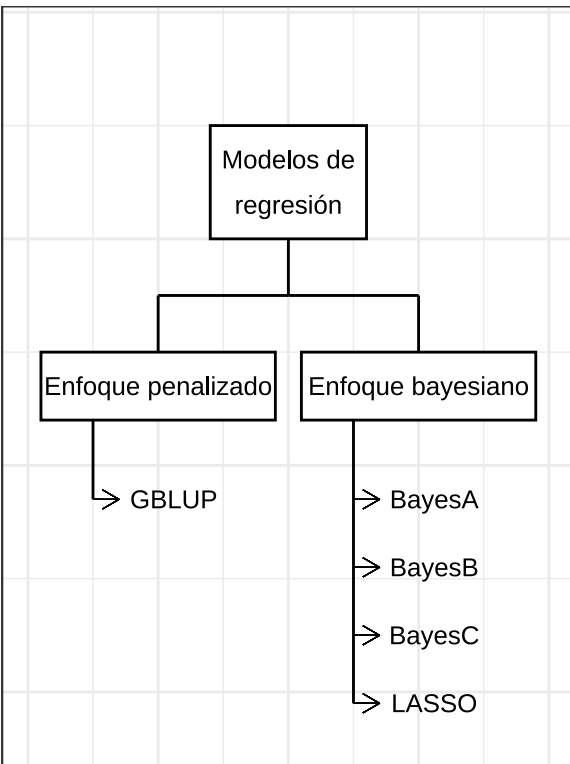 Modelos de
regresión
Enfoque penalizado
Enfoque bayesiano
GBLUP
BayesA
BayesB
BayesC
LASSO